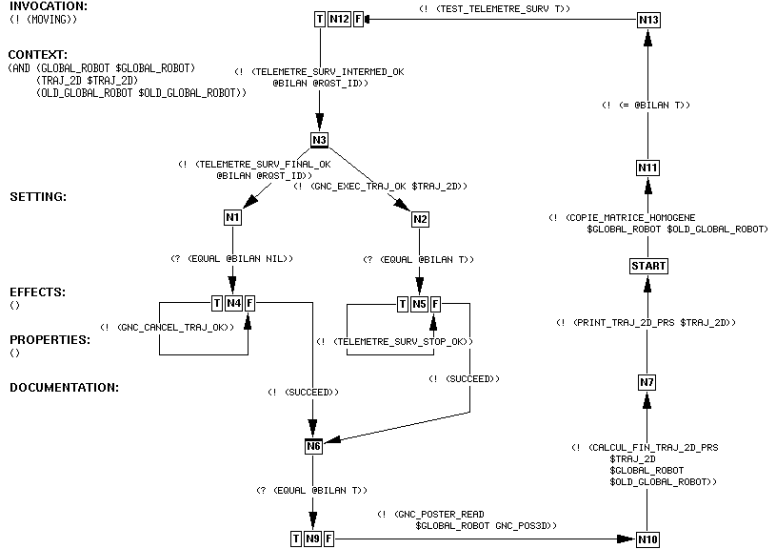 INVOCATION:
(! (MOVING))
CONTEXT:
(AND (GLOBAL_ROBOT $GLOBAL_ROBOT)
(TRAJ_2D $TRAJ_2D)
(OLD_GLOBAL_ROBOT $OLD_GLOBAL_ROBOT))
SETTING:
EFFECTS:
()
PROPERTIES:
()
DOCUMENTATION:
T N12 F
(! (TEST_TELEMETRE_SURV T))
N13
(! (TELEMETRE_SURV_INTERMED_OK
@BILAN @RQST_ID))
(! (= @BILAN T))
N3
(! (TELEMETRE_SURV_FINAL_OK
@BILAN @RQST_ID))
(! (GNC_EXEC_TRAJ_OK $TRAJ_2D))
N11
N1
N2
(! (COPIE_MATRICE_HOMOGENE
$GLOBAL_ROBOT $OLD_GLOBAL_ROBOT))
(? (EQUAL @BILAN NIL))
(? (EQUAL @BILAN T))
START
T N4 F
T N5 F
(! (GNC_CANCEL_TRAJ_OK))
(! (TELEMETRE_SURV_STOP_OK))
(! (PRINT_TRAJ_2D_PRS $TRAJ_2D))
(! (SUCCEED))
(! (SUCCEED))
N7
N6
(! (CALCUL_FIN_TRAJ_2D_PRS
$TRAJ_2D
$GLOBAL_ROBOT
$OLD_GLOBAL_ROBOT))
(? (EQUAL @BILAN T))
(! (GNC_POSTER_READ
$GLOBAL_ROBOT GNC_POS3D))
T N9 F
N10